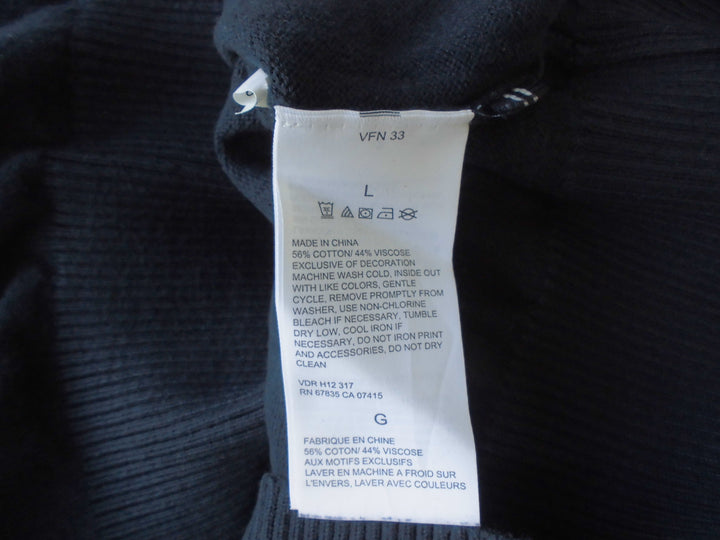 VFN 33
L
MADE IN CHINA
56% COTTON/ 44% VISCOSE
EXCLUSIVE OF DECORATION
MACHINE WASH COLD, INSIDE OUT
WITH LIKE COLORS, GENTLE
CYCLE, REMOVE PROMPTLY FROM
WASHER, USE NON-CHLORINE
BLEACH IF NECESSARY, TUMBLE
DRY LOW, COOL IRON IF
NECESSARY, DO NOT IRON PRINT
AND ACCESSORIES, DO NOT DRY
CLEAN
VDR H12 317
RN 67835 CA 07415
G
FABRIQUE EN CHINE
56% COTTON/ 44% VISCOSE
AUX MOTIFS EXCLUSIFS
LAVER EN MACHINE A FROID SUR
L'ENVERS, LAVER AVEC COULEURS